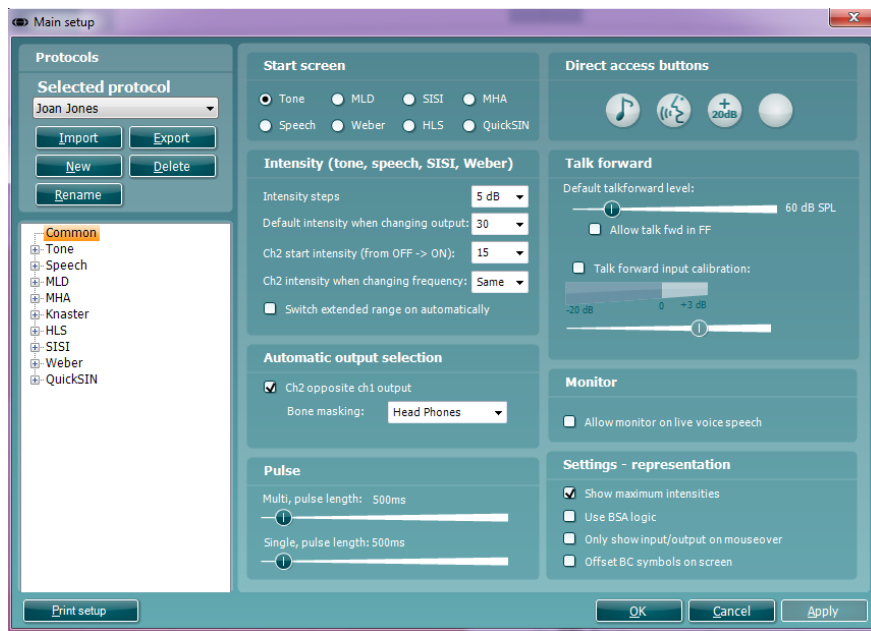 Main setup
Protocols
Selected protocol
Joan Jones
Import Export
New Delete
Rename
Common
Tone
Speech
MLD
MHA
Knaster
HLS
SISI
Weber
QuickSIN
Start screen
Tone MLD SISI MHA
Speech Weber HLS QuickSIN
Intensity (tone, speech, SISI, Weber)
Intensity steps 5 dB
Default intensity when changing output: 30
Ch2 start intensity (from OFF -> ON): 15
Ch2 intensity when changing frequency: Same
Switch extended range on automatically
Automatic output selection
Ch2 opposite ch1 output
Bone masking: Head Phones
Pulse
Multi, pulse length: 500ms
Single, pulse length: 500ms
Direct access buttons
+
20dB
Talk forward
Default talkforward level:
60 dB SPL
Allow talk fwd in FF
Talk forward input calibration:
-20 dB 0 +3 dB
Monitor
Allow monitor on live voice speech
Settings - representation
Show maximum intensities
Use BSA logic
Only show input/output on mouseover
Offset BC symbols on screen
Print setup OK Cancel Apply